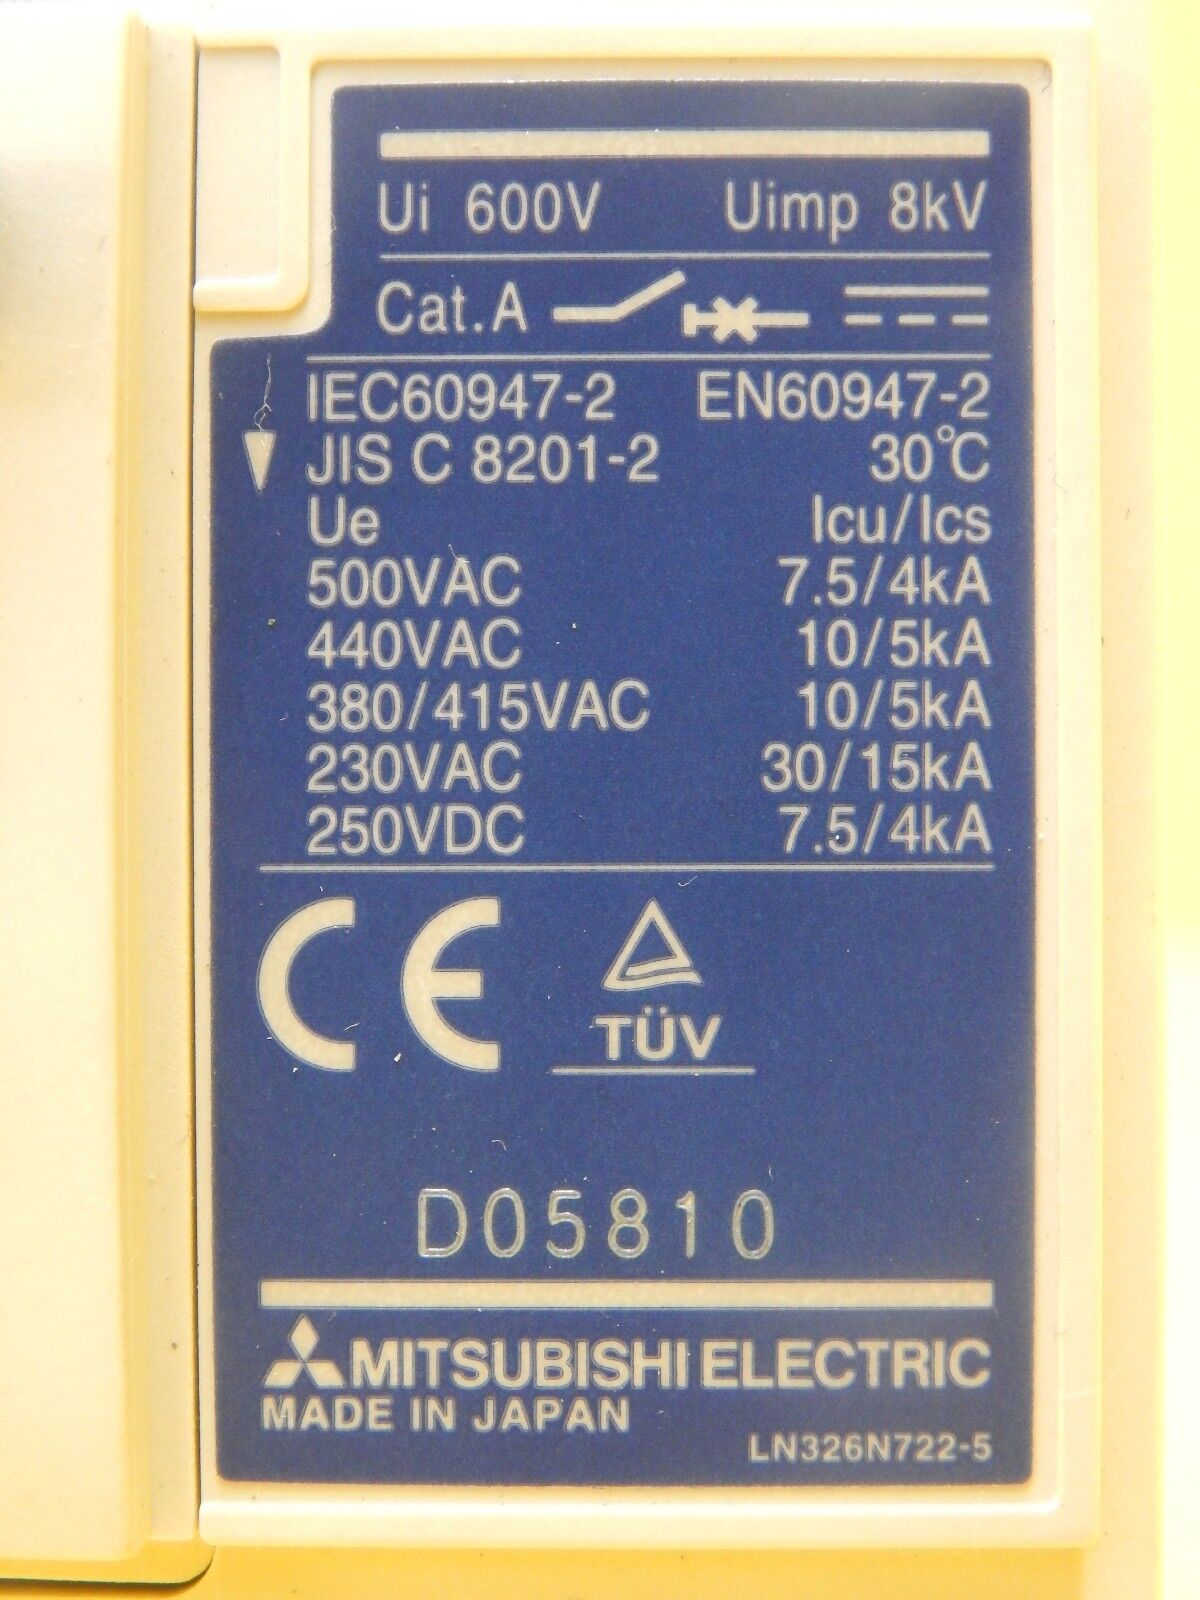 Ui 600V Uimp 8kV
Cat.A
IEC60947-2 EN60947-2
JIS C 8201-2 30°C
Ue Icu/Ics
500VAC 7.5/4kA
440VAC 10/5kA
380/415VAC 10/5kA
230VAC 30/15kA
250VDC 7.5/4kA
CE TÜV
D05810
MITSUBISHI ELECTRIC
MADE IN JAPAN
LN326N722-5